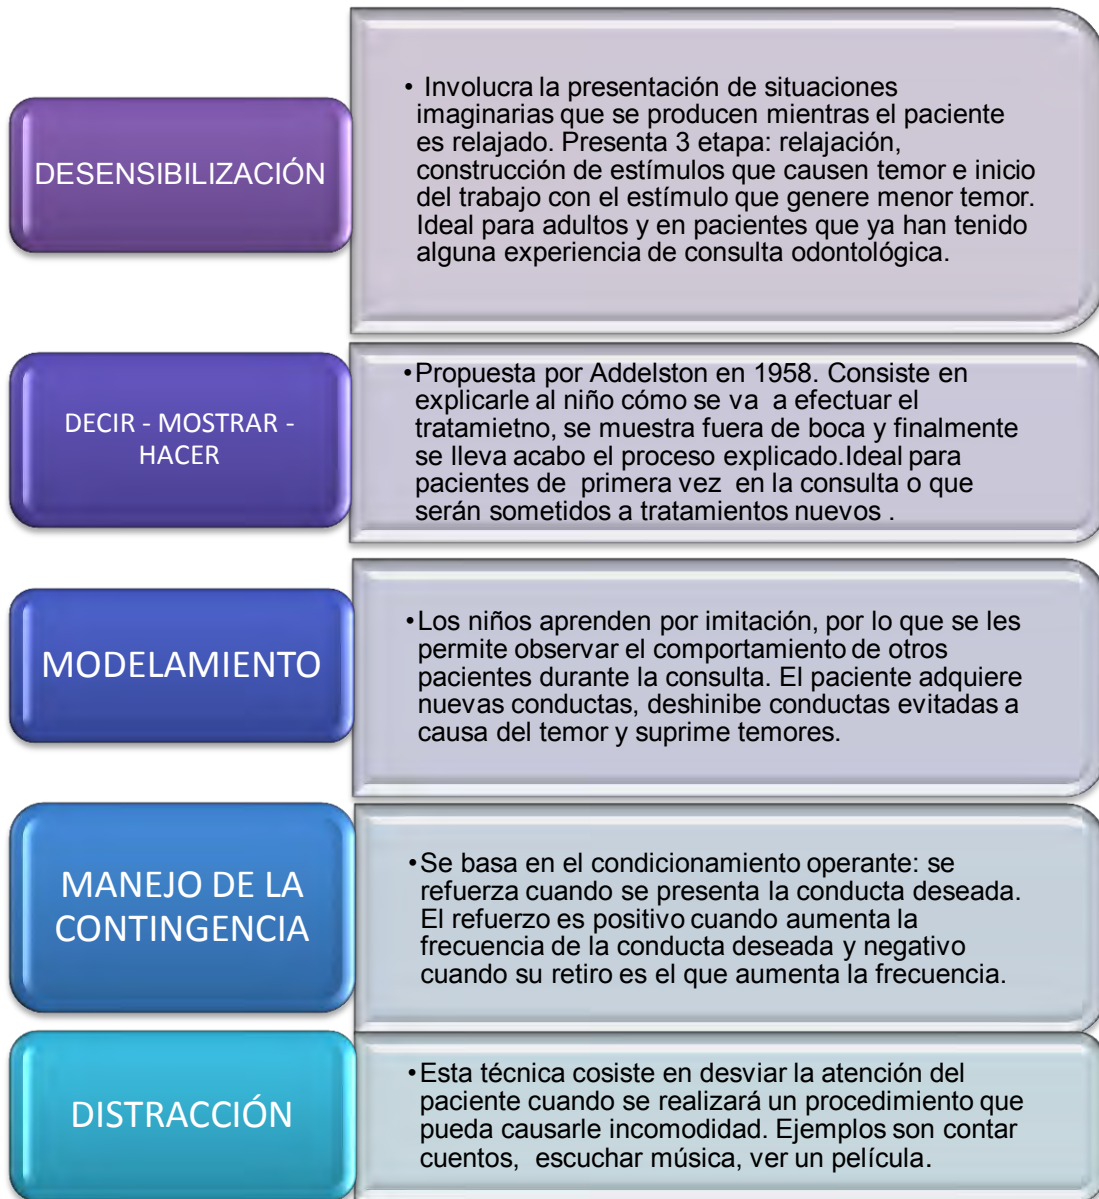 DESENSIBILIZACIÓN
• Involucra la presentación de situaciones
imaginarias que se producen mientras el paciente
es relajado. Presenta 3 etapa: relajación,
construcción de estímulos que causen temor e inicio
del trabajo con el estímulo que genere menor temor.
Ideal para adultos y en pacientes que ya han tenido
alguna experiencia de consulta odontológica.
DECIR - MOSTRAR -
HACER
•Propuesta por Addelston en 1958. Consiste en
explicarle al niño cómo se va a efectuar el
tratamietno, se muestra fuera de boca y finalmente
se lleva acabo el proceso explicado.Ideal para
pacientes de primera vez en la consulta o que
serán sometidos a tratamientos nuevos .
MODELAMIENTO
•Los niños aprenden por imitación, por lo que se les
permite observar el comportamiento de otros
pacientes durante la consulta. El paciente adquiere
nuevas conductas, deshinibe conductas evitadas a
causa del temor y suprime temores.
MANEJO DE LA
CONTINGENCIA
•Se basa en el condicionamiento operante: se
refuerza cuando se presenta la conducta deseada.
El refuerzo es positivo cuando aumenta la
frecuencia de la conducta deseada y negativo
cuando su retiro es el que aumenta la frecuencia.
DISTRACCIÓN
•Esta técnica cosiste en desviar la atención del
paciente cuando se realizará un procedimiento que
pueda causarle incomodidad. Ejemplos son contar
cuentos, escuchar música, ver un película.